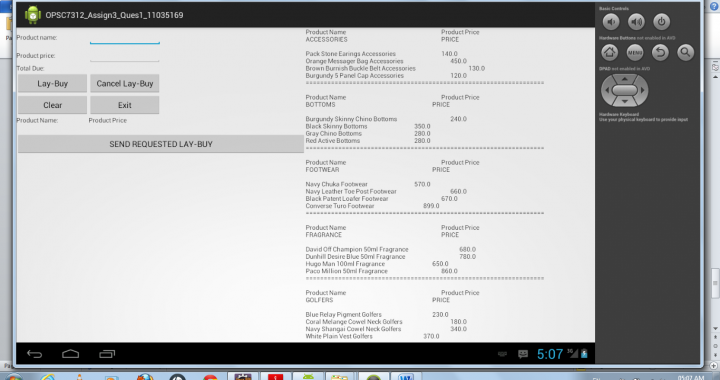 OPSC7312_Assign3_Ques1_11035169
Product name:
Product price:
Total Due:
Lay-Buy Cancel Lay-Buy
Clear Exit
Product Name: Product Price
SEND REQUESTED LAY-BUY
Product Name Product Price
ACCESSORIES PRICE
Pack Stone Earings Accessories 140.0
Orange Messager Bag Accessories 450.0
Brown Burnish Buckle Belt Accessories 130.0
Burgundy 5 Panel Cap Accessories 120.0
Product Name Product Price
BOTTOMS PRICE
Burgundy Skinny Chino Bottoms 240.0
Black Skinny Bottoms 350.0
Gray Chino Bottoms 280.0
Red Active Bottoms 280.0
Product Name Product Price
FOOTWEAR PRICE
Navy Chuka Footwear 570.0
Navy Leather Toe Post Footwear 660.0
Black Patent Loafer Footwear 670.0
Converse Turo Footwear 899.0
Product Name Product Price
FRAGRANCE PRICE
David Off Champion 50ml Fragrance 680.0
Dunhill Desire Blue 50ml Fragrance 780.0
Hugo Man 100ml Fragrance 650.0
Paco Million 50ml Fragrance 860.0
Product Name Product Price
GOLFERS PRICE
Blue Relay Pigment Golfers 230.0
Coral Melange Cowel Neck Golfers 180.0
Navy Shangai Cowel Neck Golfers 340.0
White Plain Vest Golfers 370.0
5:07
Basic Controls
Hardware Buttons not enabled in AVD
MENU
DPAD not enabled in AVD
Hardware Keyboard
Use your physical keyboard to provide input
05:07 AM